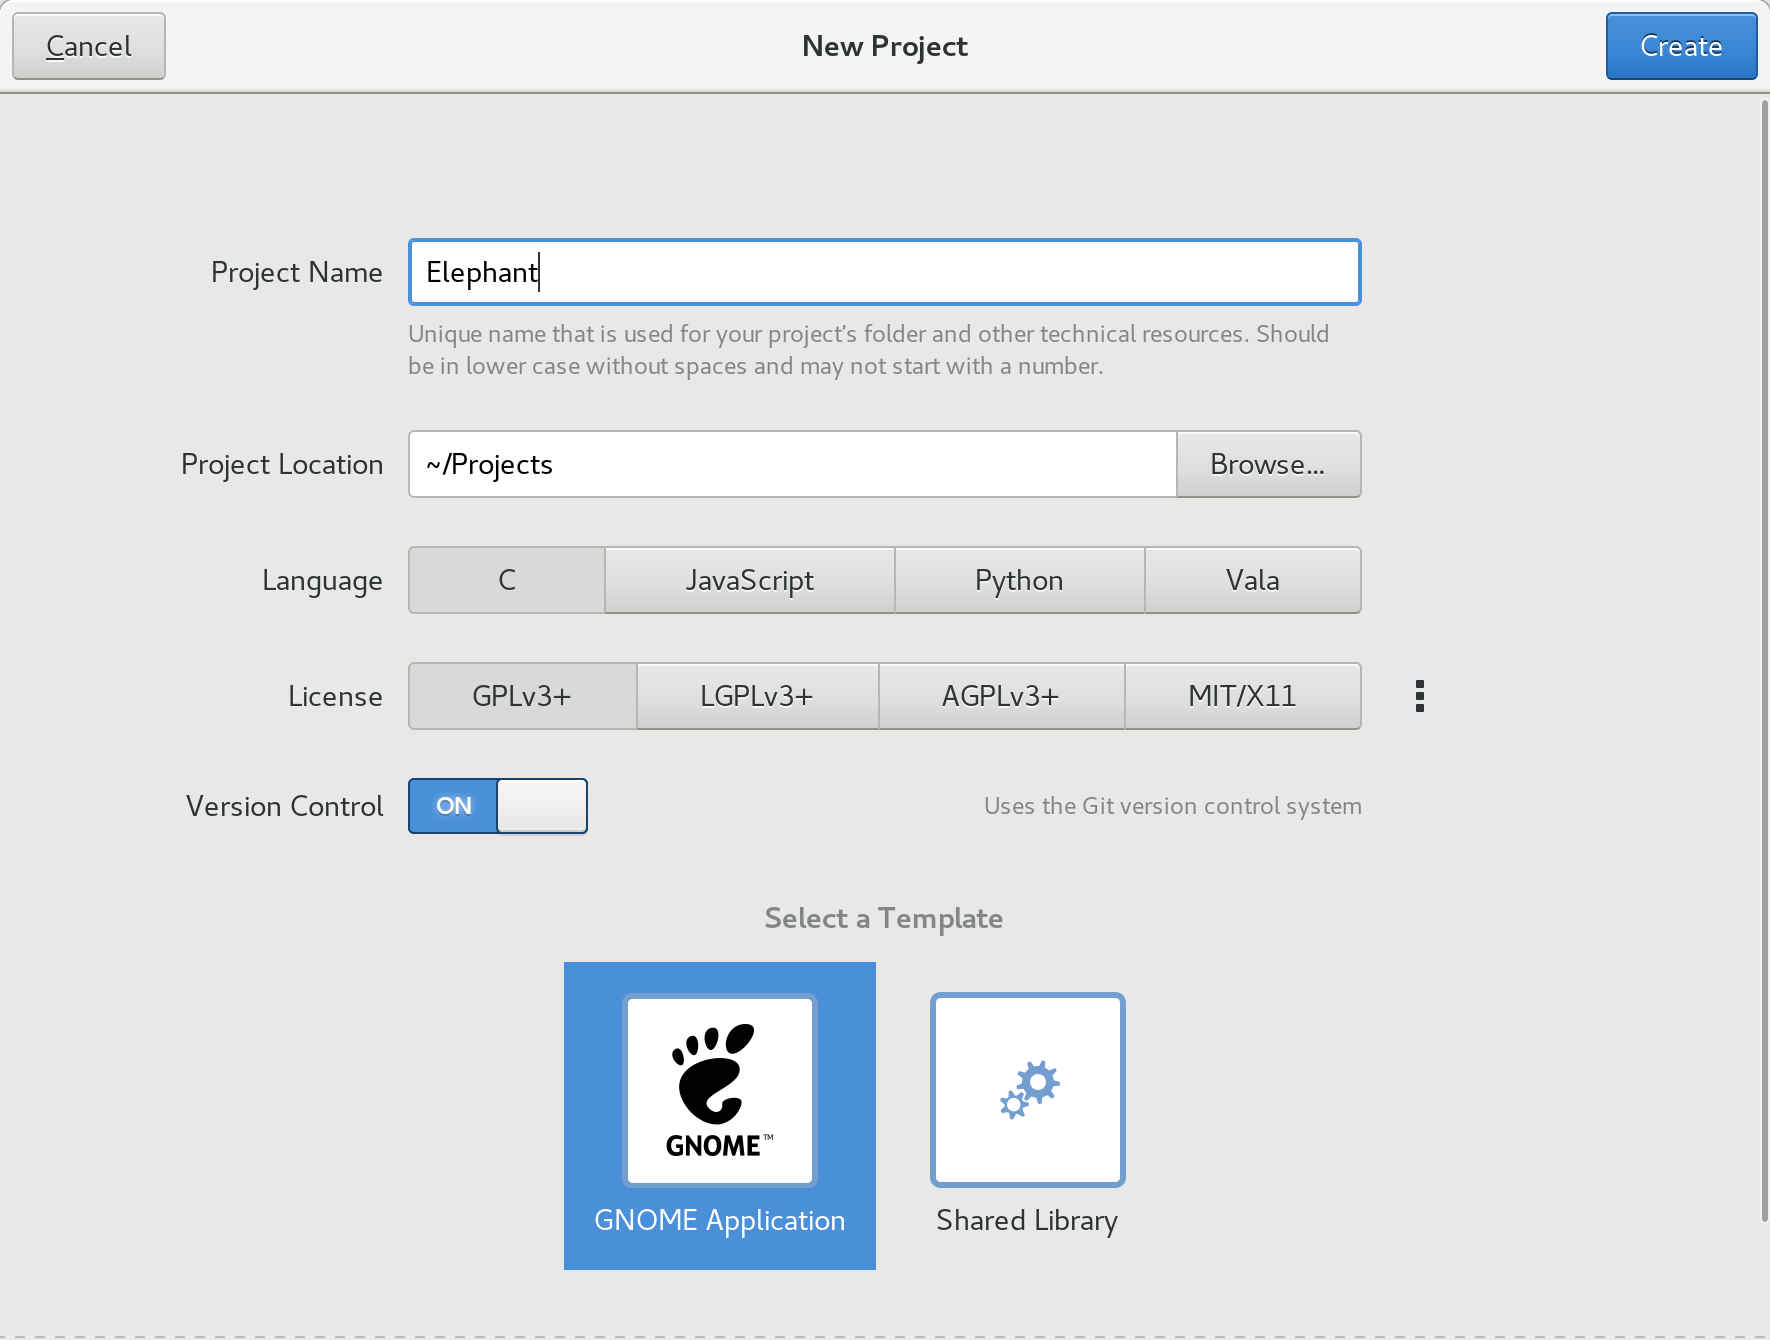 Cancel
New Project
Create
Project Name
Elephant
Unique name that is used for your project's folder and other technical resources. Should
be in lower case without spaces and may not start with a number.
Project Location
~/Projects
Browse...
Language
C
JavaScript
Python
Vala
License
GPLv3+
LGPLv3+
AGPLv3+
MIT/X11
Version Control
ON
Uses the Git version control system
Select a Template
GNOME™
GNOME Application
Shared Library